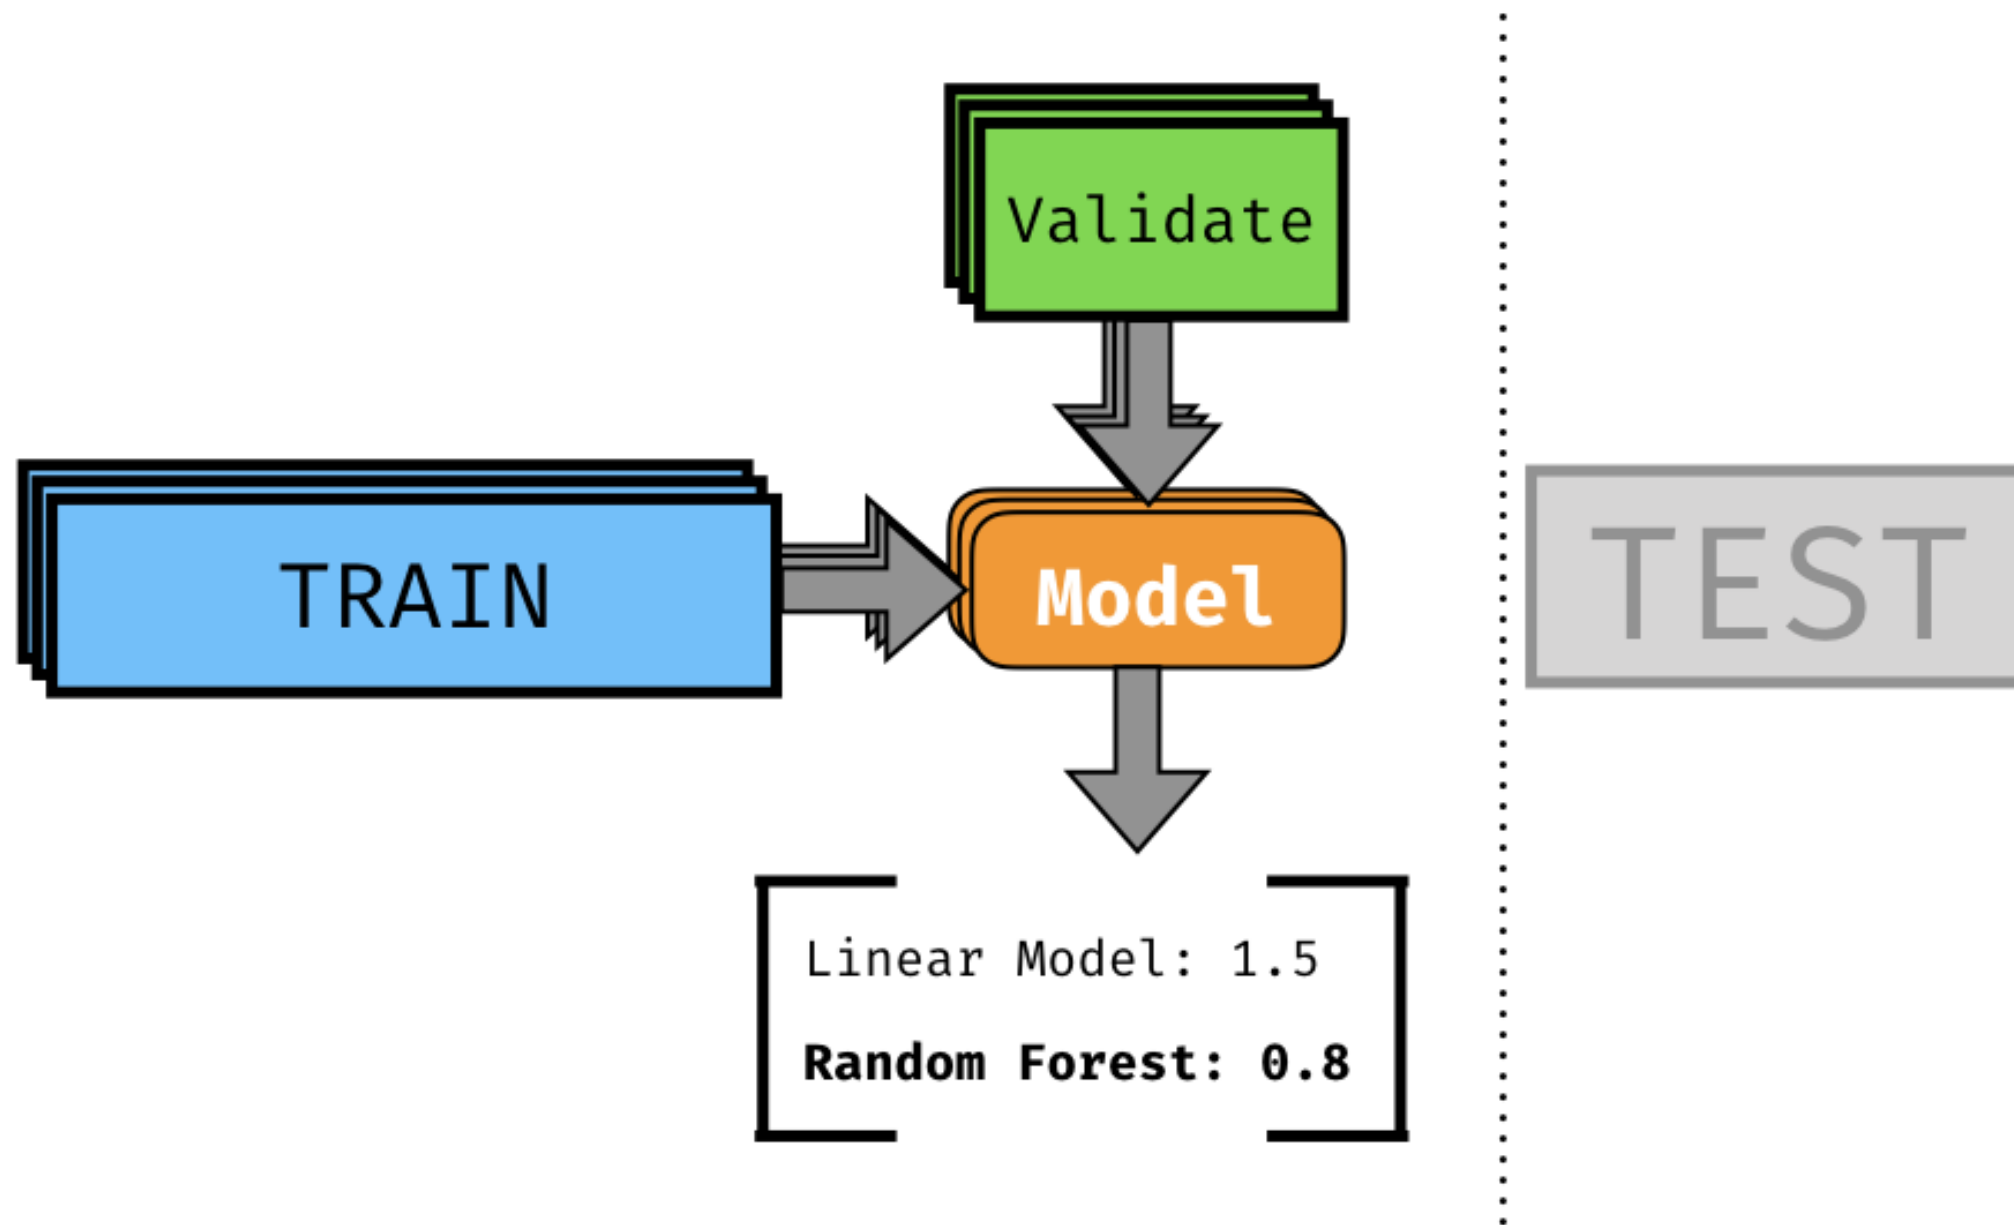 Validate
TRAIN
Model
TEST
Linear Model: 1.5
Random Forest: 0.8